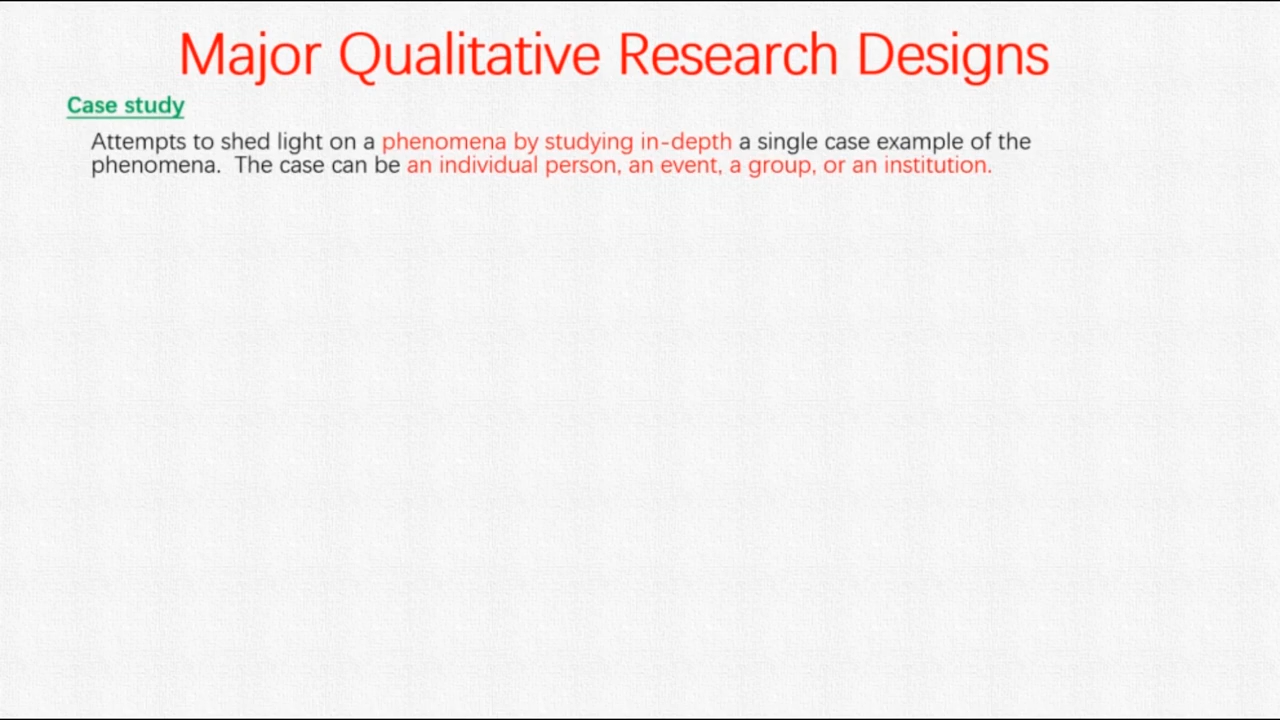 Major Qualitative Research Designs
Case study
Attempts to shed light on a phenomena by studying in-depth a single case example of the
phenomena.  The case can be an individual person, an event, a group, or an institution.